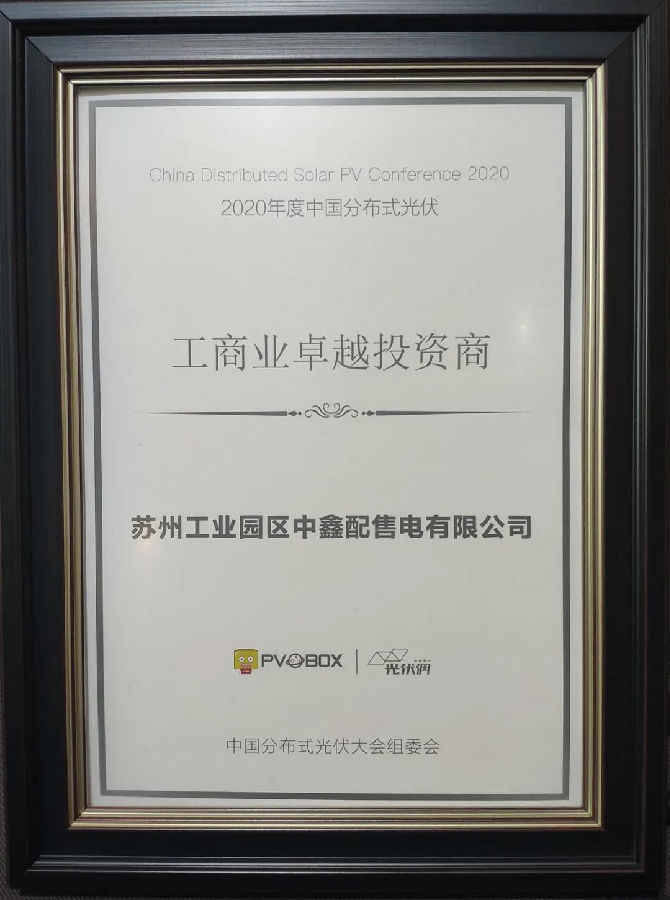 China Distributed Solar PV Conference 2020
2020年度中国分布式光伏
工商业卓越投资商
苏州工业园区中鑫配售电有限公司
PVBOX | 光伏們
中国分布式光伏大会组委会